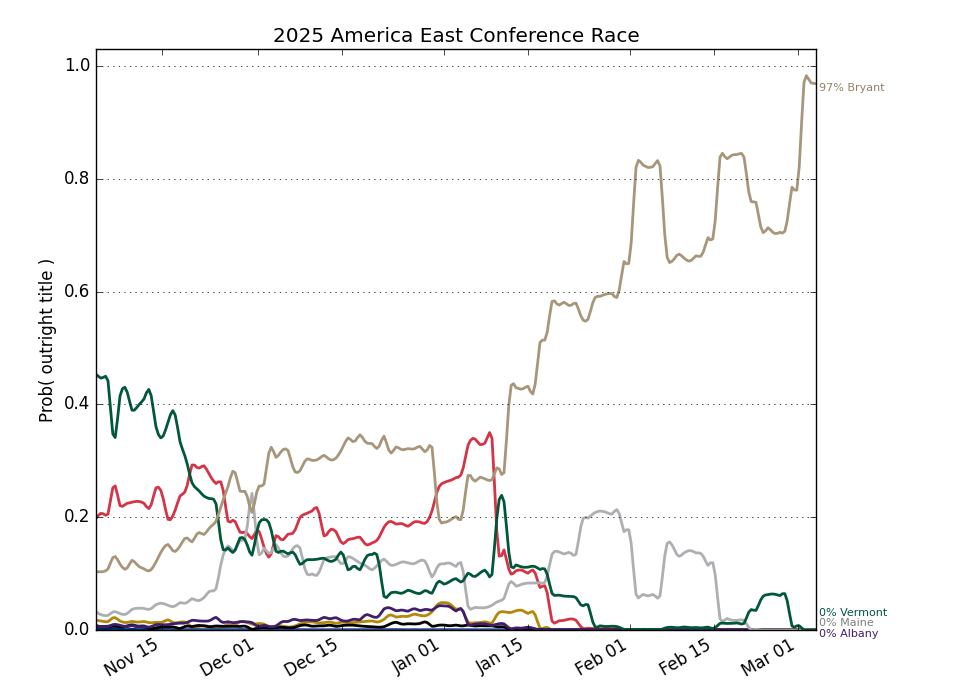 2025 America East Conference Race
1.0
97% Bryant
0.8
0.6
Prob( outright title )
0.4
0.2
0% Vermont
0% Maine
0.0
0% Albany
Nov 15
Dec 01
Dec 15
Jan 01
Jan 15
Feb 01
Feb 15
Mar 01